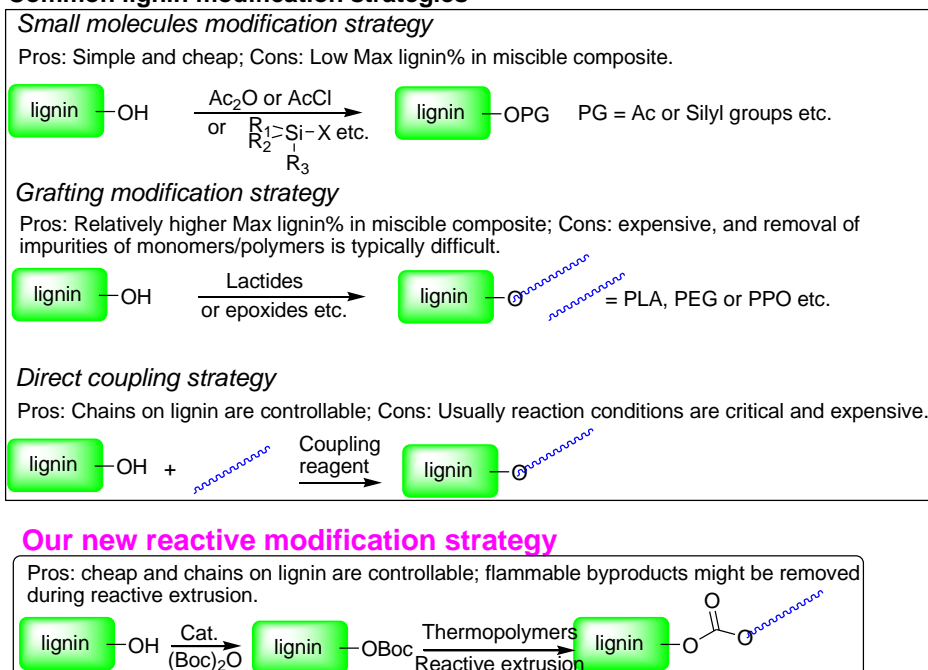 Common lignin modification strategies
Small molecules modification strategy
Pros: Simple and cheap; Cons: Low Max lignin% in miscible composite.
lignin OH Ac2O or AcCl lignin OPG PG = Ac or Silyl groups etc.
or R1 R2 Si-X etc.
R3
Grafting modification strategy
Pros: Relatively higher Max lignin% in miscible composite; Cons: expensive, and removal of
impurities of monomers/polymers is typically difficult.
lignin OH Lactides lignin O = PLA, PEG or PPO etc.
or epoxides etc.
Direct coupling strategy
Pros: Chains on lignin are controllable; Cons: Usually reaction conditions are critical and expensive.
lignin OH + Coupling lignin O
reagent
Our new reactive modification strategy
Pros: cheap and chains on lignin are controllable; flammable byproducts might be removed
during reactive extrusion.
O
lignin OH Cat. lignin OBoc Thermopolymers lignin O O
(Boc)2O Reactive extrusion